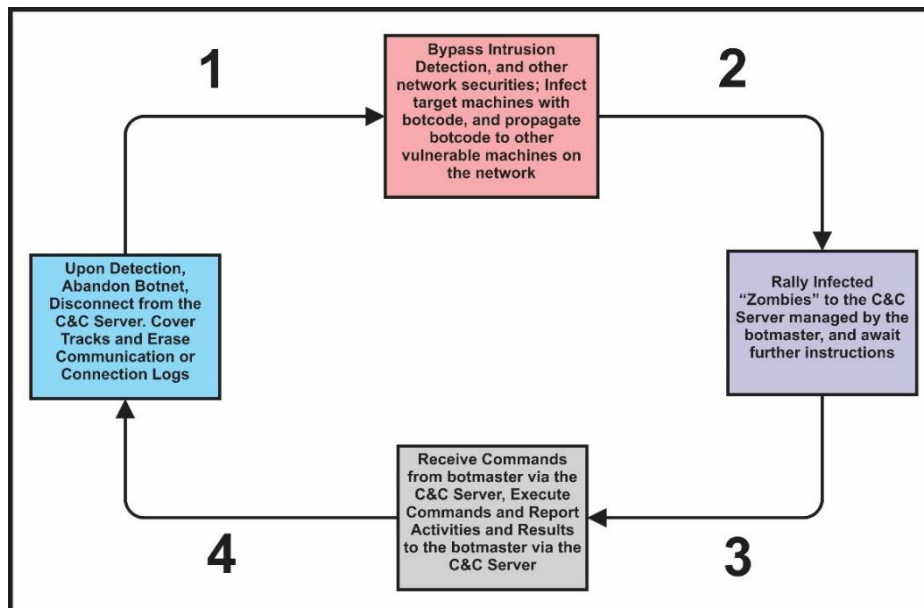 1
Bypass Intrusion
Detection, and other
network securities; Infect
target machines with
botcode, and propagate
botcode to other
vulnerable machines on
the network
2
Upon Detection,
Abandon Botnet,
Disconnect from the
C&C Server. Cover
Tracks and Erase
Communication or
Connection Logs
Rally Infected
“Zombies” to the C&C
Server managed by the
botmaster, and await
further instructions
4
Receive Commands
from botmaster via the
C&C Server, Execute
Commands and Report
Activities and Results
to the botmaster via the
C&C Server
3